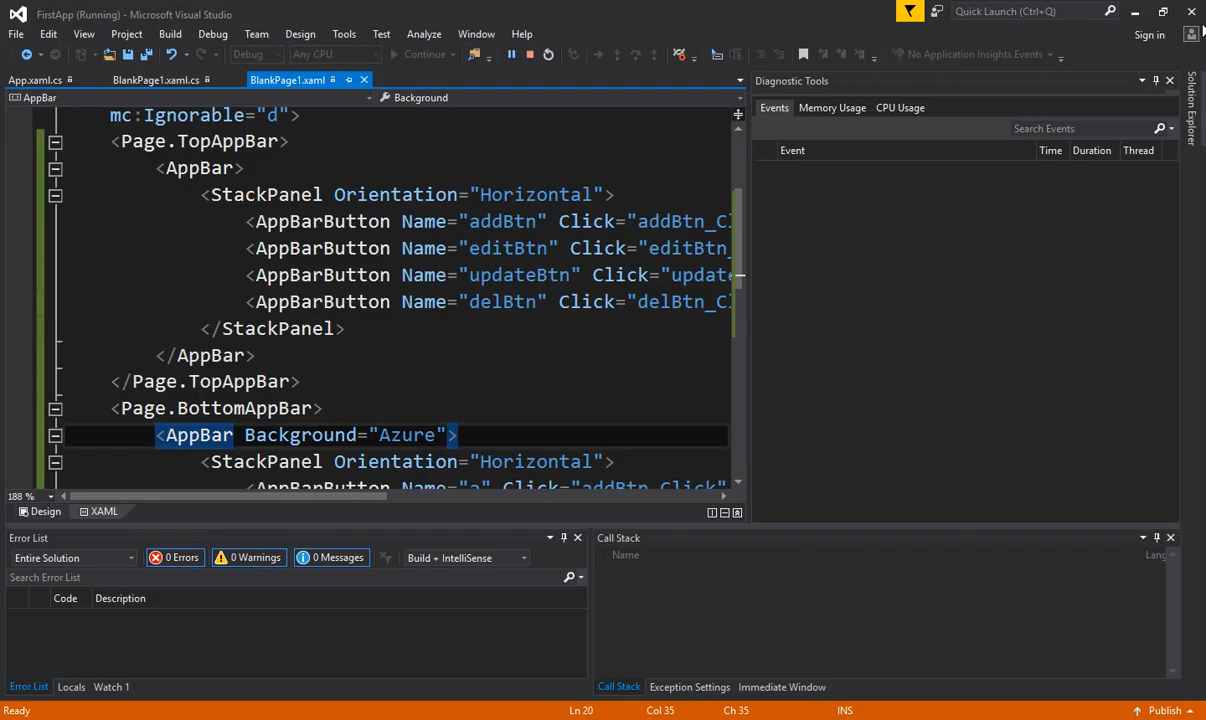 FirstApp (Running) - Microsoft Visual Studio
Quick Launch (Ctrl+Q)
File Edit View Project Build Debug Team Tools Design Test Analyze Window Help
Sign in
Debug Any CPU Continue No Application Insights Events
App.xaml.cs BlankPage1.xaml.cs BlankPage1.xaml
AppBar Background
mc:Ignorable="d">
<Page.TopAppBar>
<AppBar>
<StackPanel Orientation="Horizontal">
<AppBarButton Name="addBtn" Click="addBtn_Cl
<AppBarButton Name="editBtn" Click="editBtn_
<AppBarButton Name="updateBtn" Click="update
<AppBarButton Name="delBtn" Click="delBtn_Cl
</StackPanel>
</AppBar>
</Page.TopAppBar>
<Page.BottomAppBar>
<AppBar Background="Azure">
<StackPanel Orientation="Horizontal">
<AppBarButton Name="a" Click="addBtn_Click"
188 %
Design XAML
Diagnostic Tools
Events Memory Usage CPU Usage
Search Events
Event Time Duration Thread
Solution Explorer
Error List
Entire Solution 0 Errors 0 Warnings 0 Messages Build + IntelliSense
Search Error List
Code Description
Error List Locals Watch 1
Call Stack
Name Lang
Call Stack Exception Settings Immediate Window
Ready Ln 20 Col 35 Ch 35 INS Publish